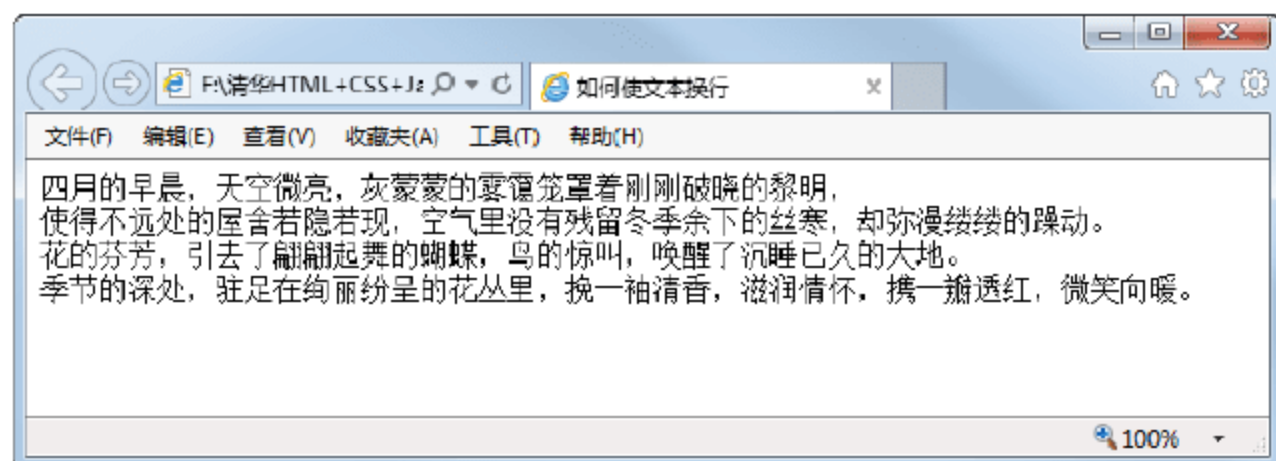 F:\清华HTML+CSS+Ja
如何使文本换行
文件(F) 编辑(E) 查看(V) 收藏夹(A) 工具(T) 帮助(H)
四月的早晨，天空微亮，灰蒙蒙的雾霭笼罩着刚刚破晓的黎明，
使得不远处的屋舍若隐若现，空气里没有残留冬季余下的丝寒，却弥漫缕缕的躁动。
花的芬芳，引去了翩翩起舞的蝴蝶，鸟的惊叫，唤醒了沉睡已久的大地。
季节的深处，驻足在绚丽纷呈的花丛里，挽一袖清香，滋润情怀，携一瓣透红，微笑向暖。
100%